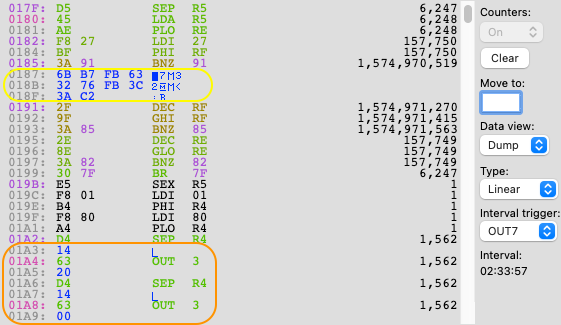 017F: D5 SEP R5 6,247
0180: 45 LDA R5 6,248
0181: AE PLO RE 6,248
0182: F8 27 LDI 27 157,750
0184: BF PHI RF 157,750
0185: 3A 91 BNZ 91 1,574,970,519
0187: 6B B7 FB 63 7M3
018B: 32 76 FB 3C 2 M<
018F: 3A C2 :B
0191: 2F DEC RF 1,574,971,270
0192: 9F GHI RF 1,574,971,415
0193: 3A 85 BNZ 85 1,574,971,563
0195: 2E DEC RE 157,749
0196: 8E GLO RE 157,749
0197: 3A 82 BNZ 82 157,749
0199: 30 7F BR 7F 6,247
019B: E5 SEX R5 1
019C: F8 01 LDI 01 1
019E: B4 PHI R4 1
019F: F8 80 LDI 80 1
01A1: A4 PLO R4 1
01A2: D4 SEP R4 1,562
01A3: 14
01A4: 63 OUT 3 1,562
01A5: 20
01A6: D4 SEP R4 1,562
01A7: 14
01A8: 63 OUT 3 1,562
01A9: 00
Counters:
On
Clear
Move to:
Data view:
Dump
Type:
Linear
Interval trigger:
OUT7
Interval:
02:33:57